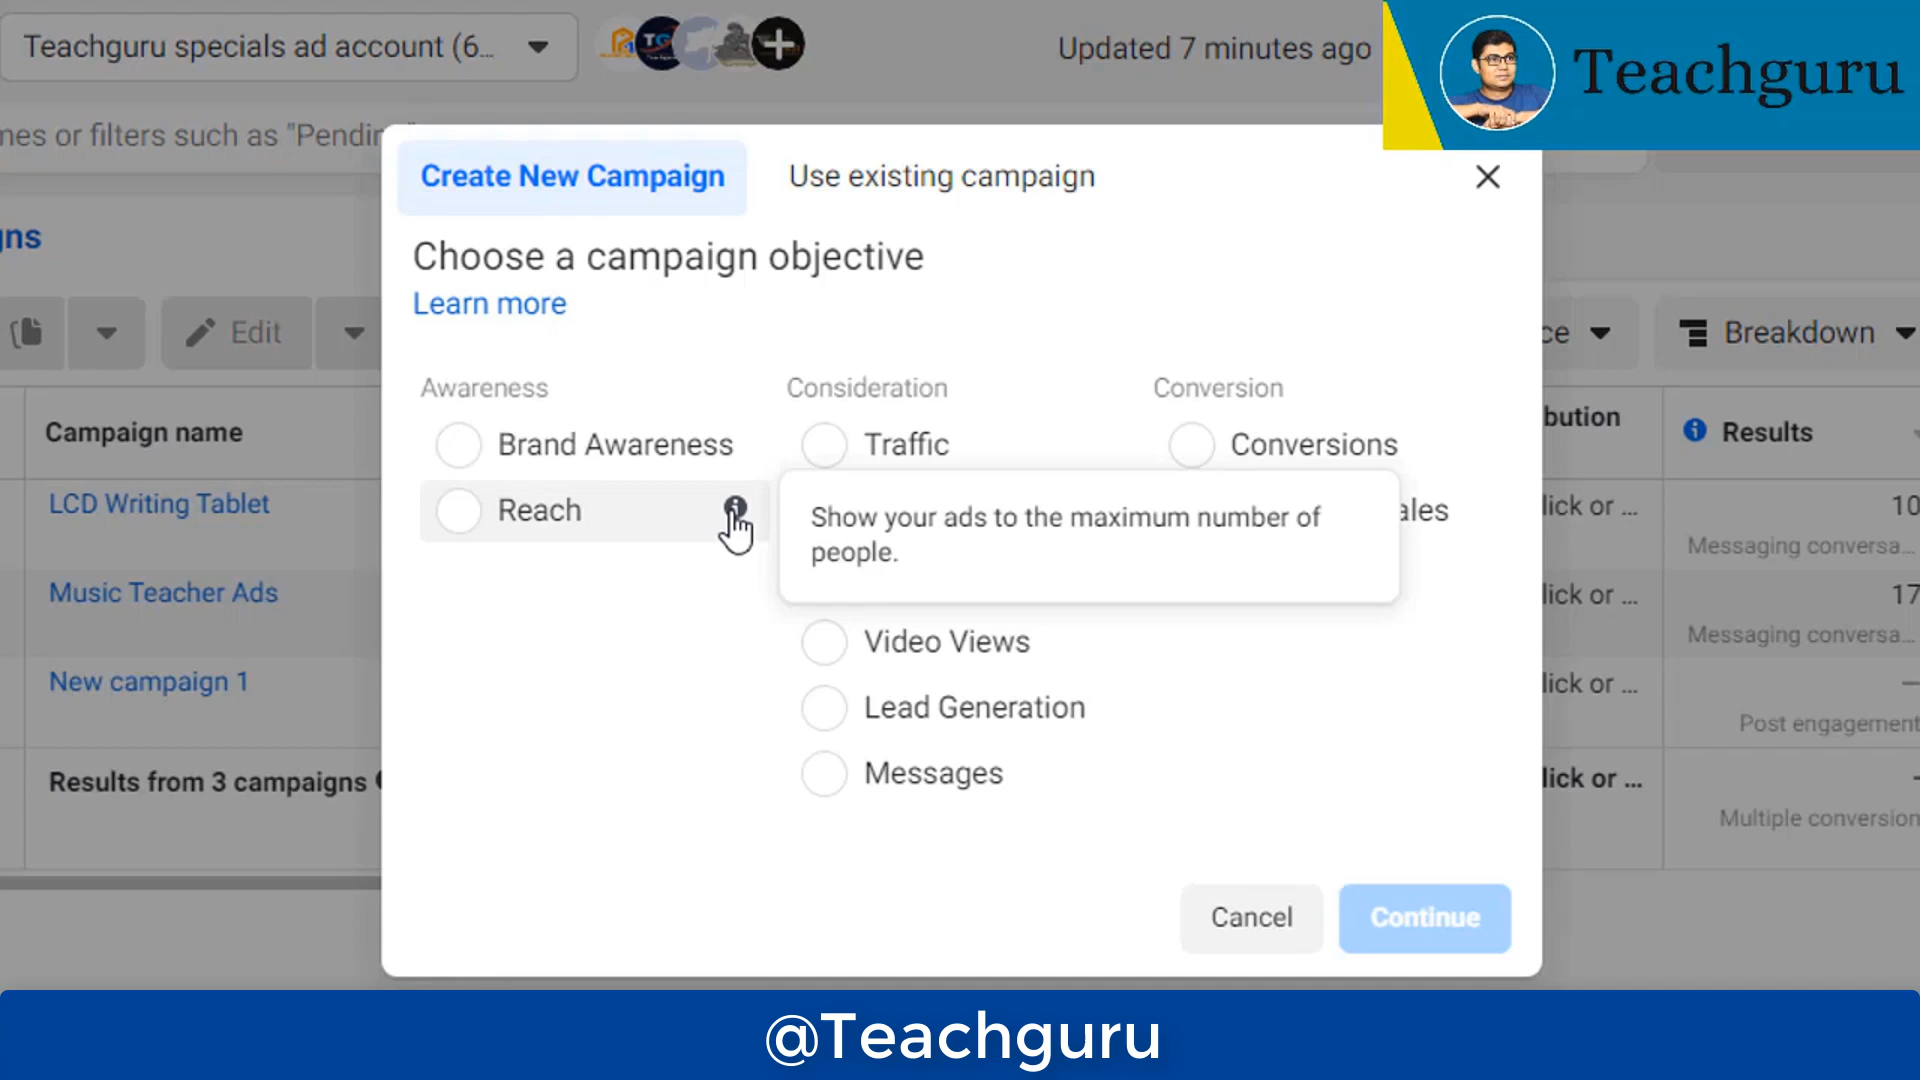 Teachguru specials ad account (6...
TG
Updated 7 minutes ago
Teachguru
mes or filters such as "Pendin
Create New Campaign
Use existing campaign
gns
Choose a campaign objective
Learn more
Edit
ce
Breakdown
Awareness
Consideration
Conversion
Campaign name
bution
Results
Brand Awareness
Traffic
Conversions
LCD Writing Tablet
Reach
Show your ads to the maximum number of
people.
ales
lick or ...
10
Messaging conversa...
Music Teacher Ads
lick or ...
17
Messaging conversa...
Video Views
New campaign 1
lick or ...
—
Lead Generation
Post engagement
Messages
Results from 3 campaigns
lick or ...
Multiple conversion
Cancel
Continue
@Teachguru